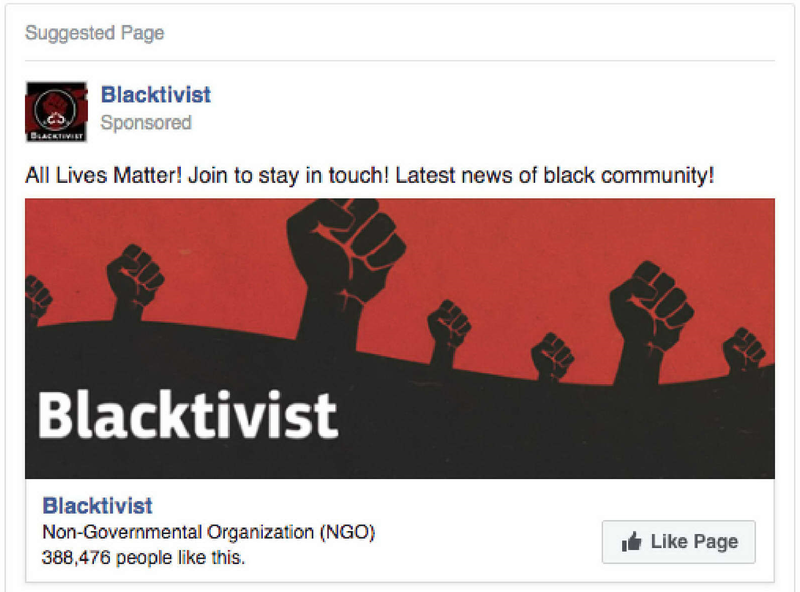 Suggested Page
Blacktivist
Sponsored
BLACKTIVIST
All Lives Matter! Join to stay in touch! Latest news of black community!
Blacktivist
Blacktivist
Non-Governmental Organization (NGO)
388,476 people like this.
Like Page